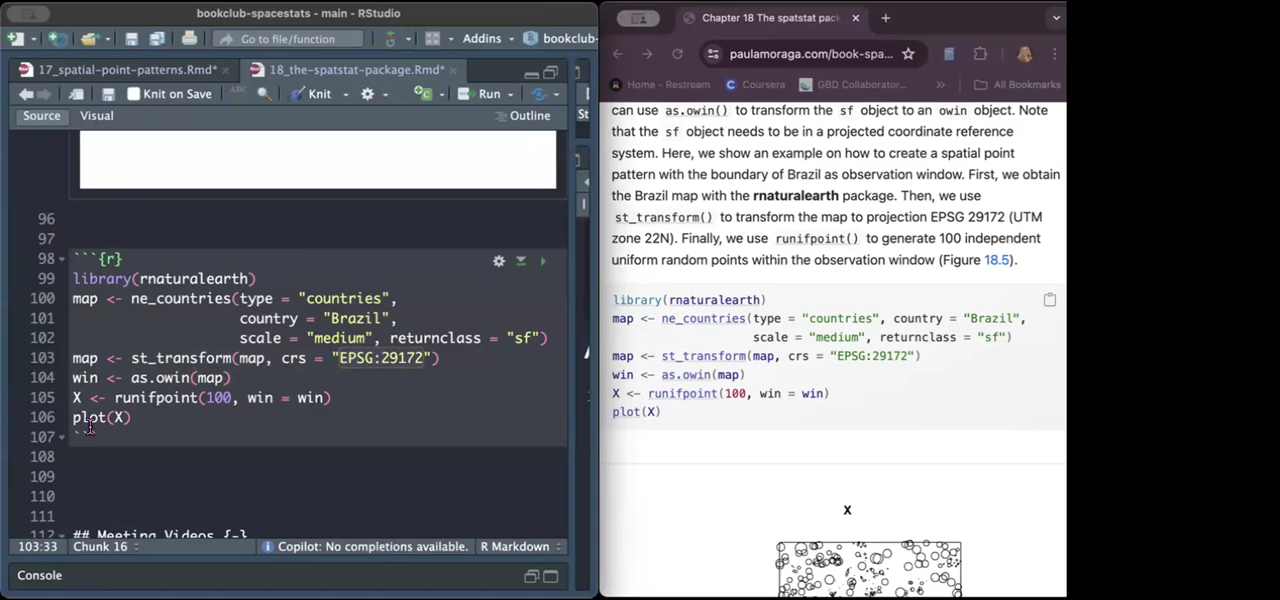 bookclub-spacestats - main - RStudio
Go to file/function
Addins
bookclub-
17_spatial-point-patterns.Rmd*
18_the-spatstat-package.Rmd*
Knit on Save
ABC
Knit
Run
Source
Visual
Outline
St
96
97
98 ```{r}
99 library(rnaturalearth)
100 map <- ne_countries(type = "countries",
101 country = "Brazil",
102 scale = "medium", returnclass = "sf")
103 map <- st_transform(map, crs = "EPSG:29172")
104 win <- as.owin(map)
105 X <- runifpoint(100, win = win)
106 plot(X)
107 ```
108
109
110
111
112 ## Meeting Videos {-}
103:33
Chunk 16
Copilot: No completions available.
R Markdown
Console
Chapter 18 The spatstat pac
paulamoraga.com/book-spa...
Home - Restream
Coursera
GBD Collaborator...
All Bookmarks
can use as.owin() to transform the sf object to an owin object. Note
that the sf object needs to be in a projected coordinate reference
system. Here, we show an example on how to create a spatial point
pattern with the boundary of Brazil as observation window. First, we obtain
the Brazil map with the rnaturalearth package. Then, we use
st_transform() to transform the map to projection EPSG 29172 (UTM
zone 22N). Finally, we use runifpoint() to generate 100 independent
uniform random points within the observation window (Figure 18.5).
library(rnaturalearth)
map <- ne_countries(type = "countries", country = "Brazil",
scale = "medium", returnclass = "sf")
map <- st_transform(map, crs = "EPSG:29172")
win <- as.owin(map)
X <- runifpoint(100, win = win)
plot(X)
X